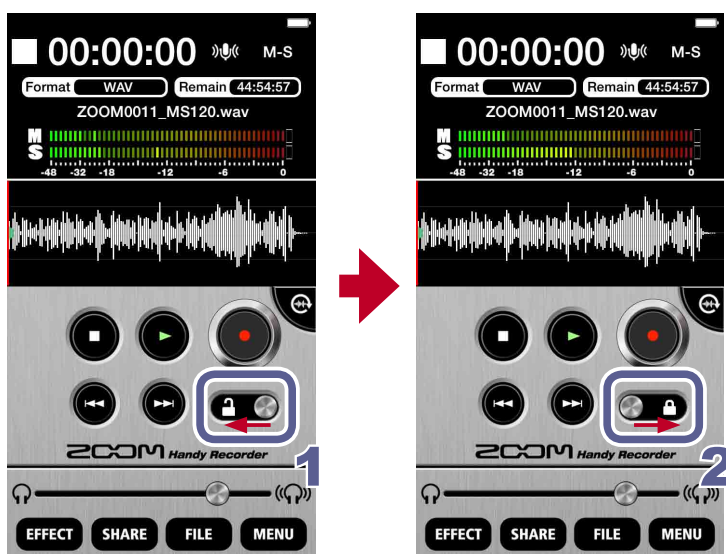 00:00:00 M-S
Format WAV Remain 44:54:57
ZOOM0011_MS120.wav
M
S
-48 -32 -18 -12 -6 0
1
ZOOM Handy Recorder
EFFECT SHARE FILE MENU
00:00:00 M-S
Format WAV Remain 44:54:57
ZOOM0011_MS120.wav
M
S
-48 -32 -18 -12 -6 0
2
ZOOM Handy Recorder
EFFECT SHARE FILE MENU